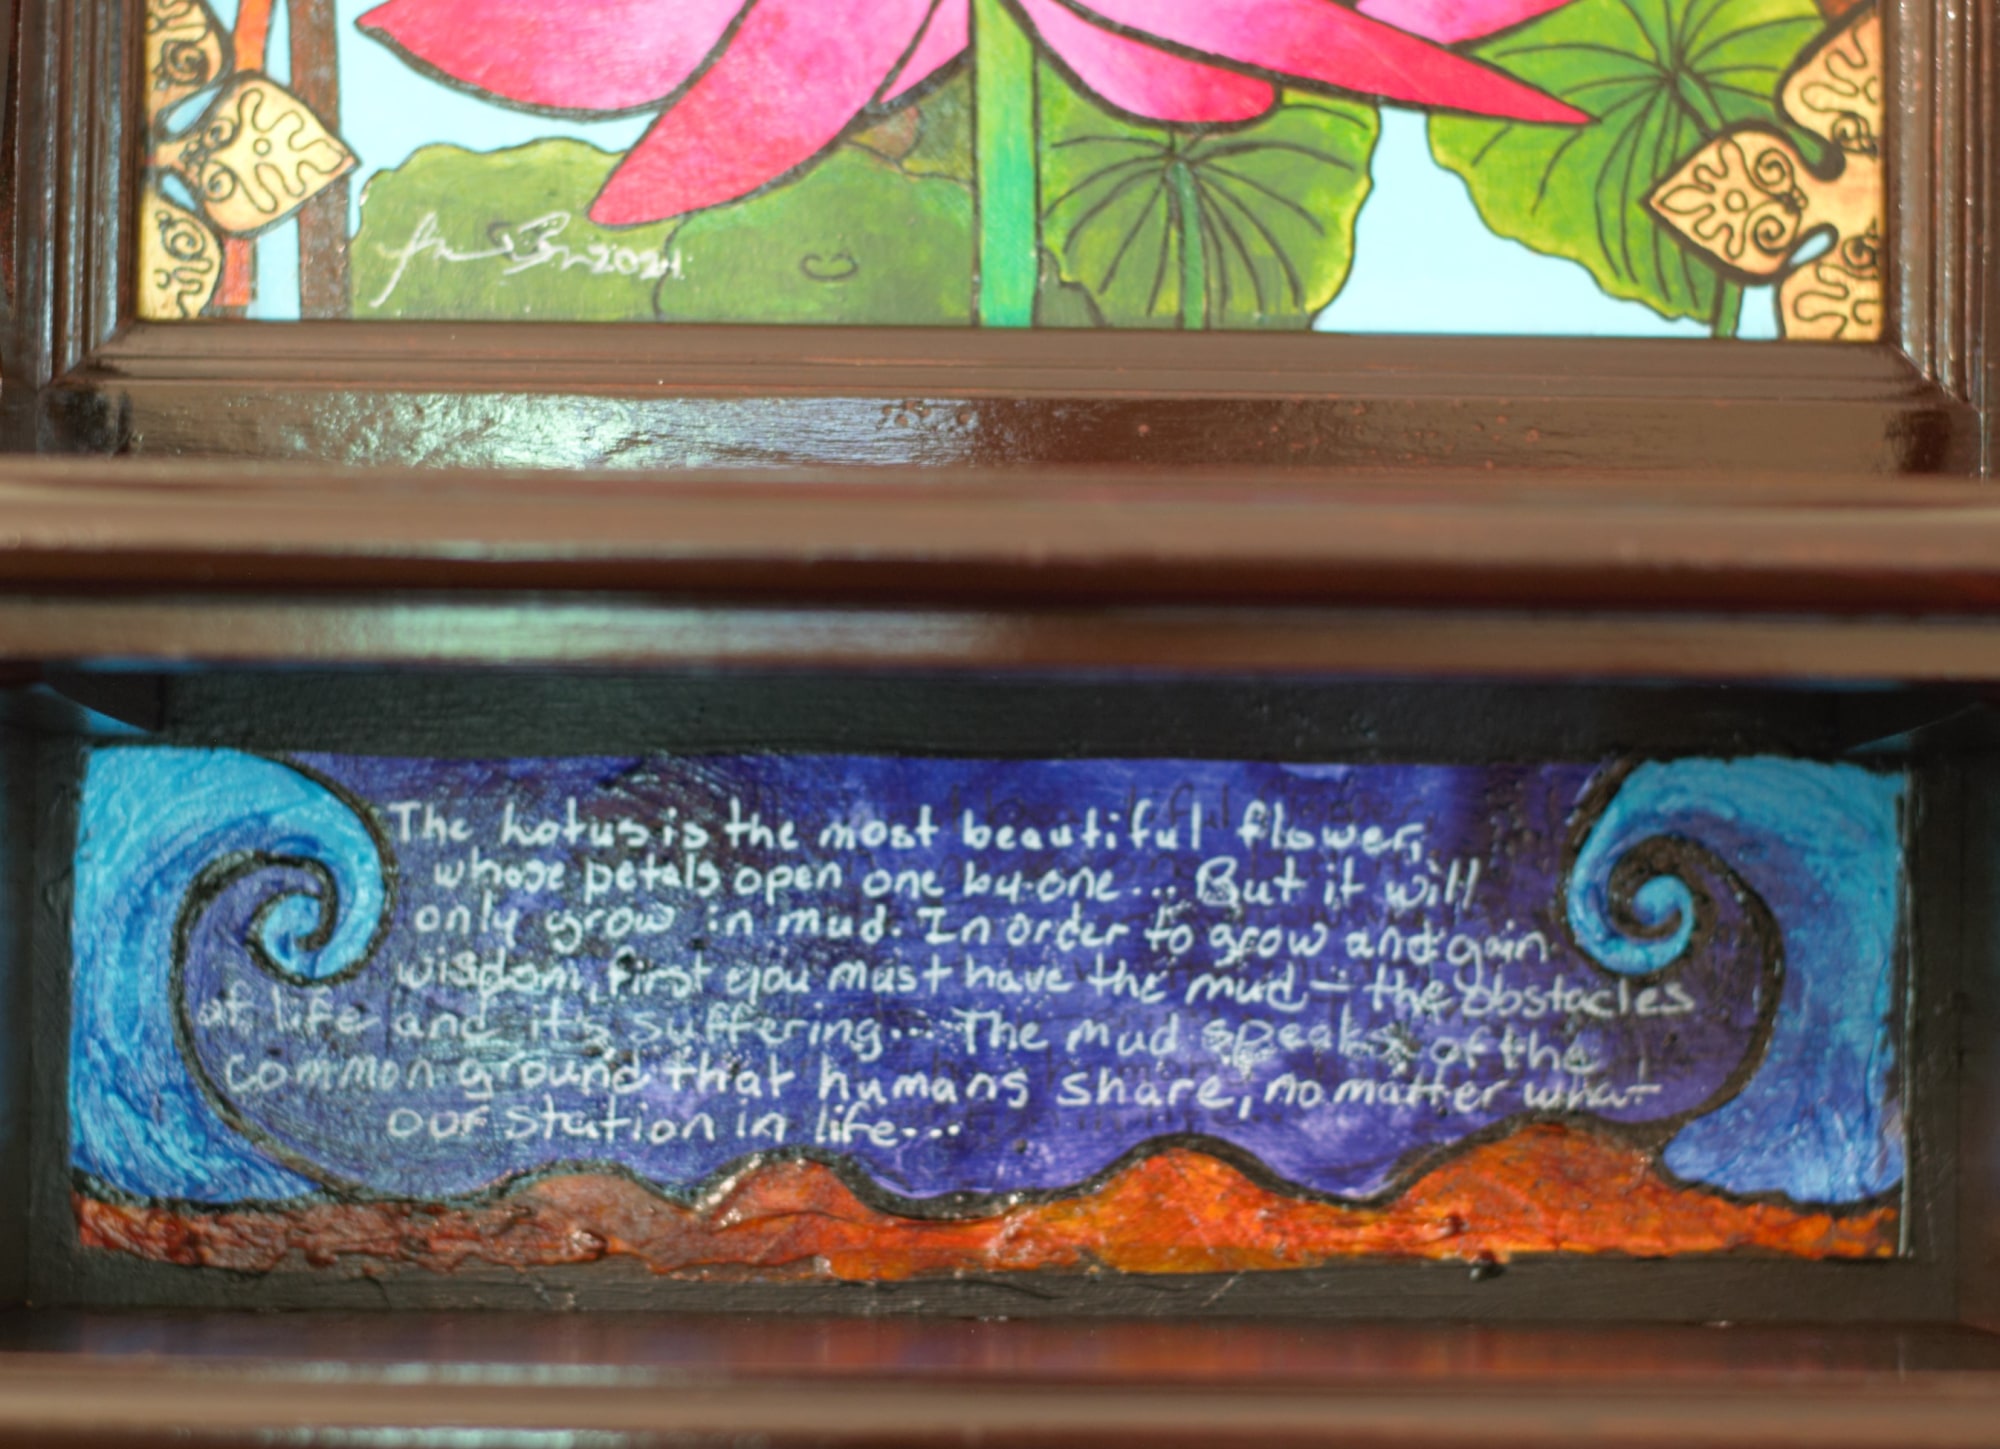 2021
The Lotus is the most beautiful flower,
whose petals open one by one... But it will
only grow in mud. In order to grow and gain
wisdom, first you must have the mud - the obstacles
of life and it's suffering... The mud speaks of the
common ground that humans share, no matter what
our station in life...